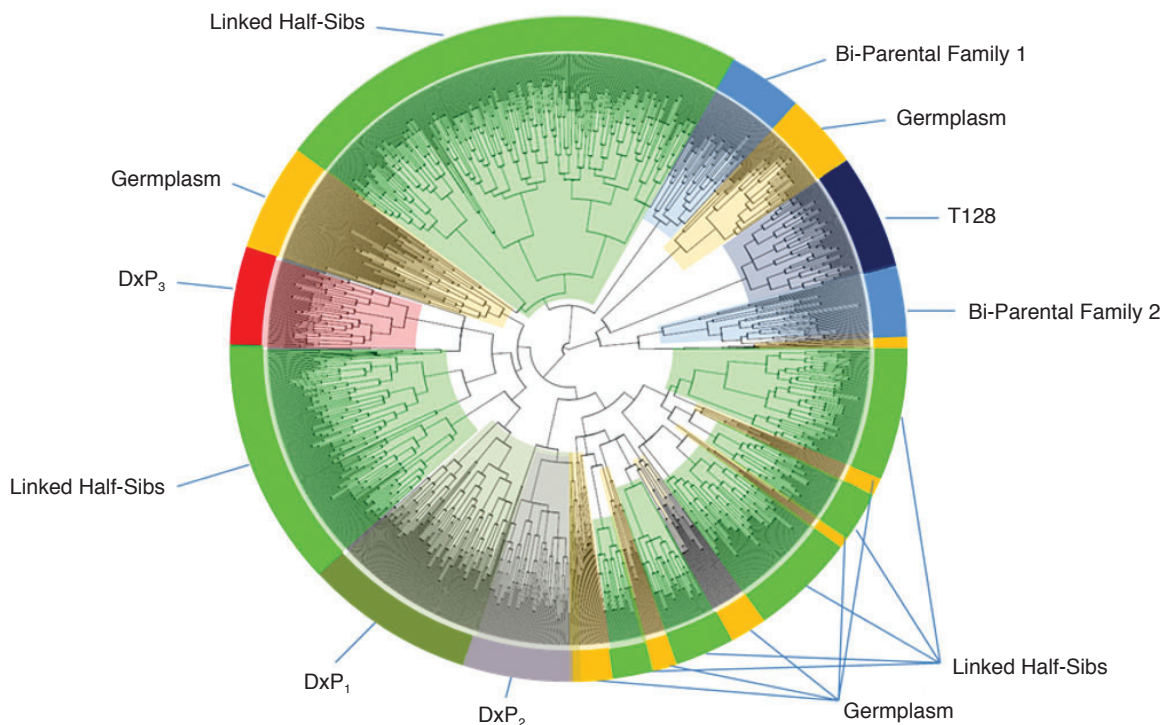 Linked Half-Sibs
Bi-Parental Family 1
Germplasm
Germplasm
T128
DxP₃
Bi-Parental Family 2
Linked Half-Sibs
Linked Half-Sibs
DxP₁
DxP₂
Germplasm